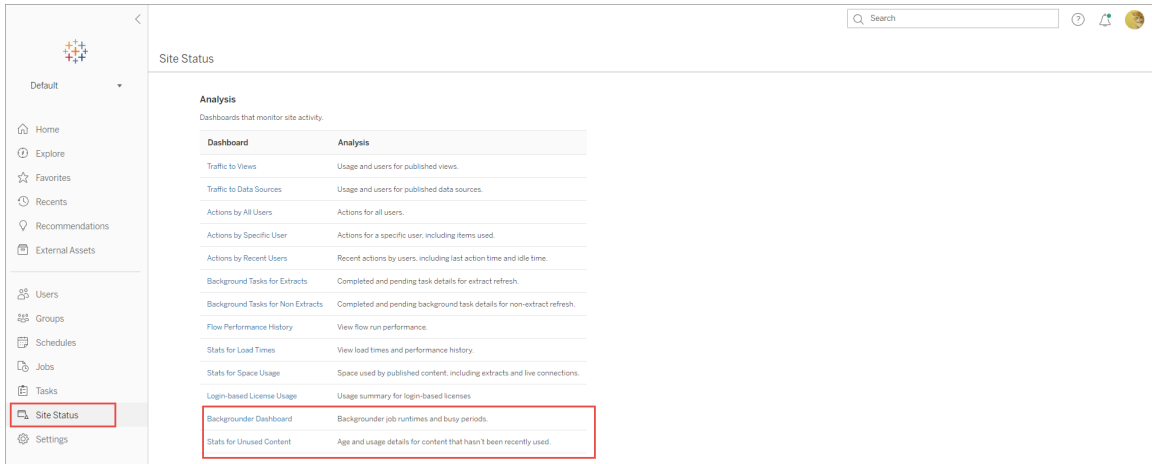 Search
Site Status
Default
Home
Explore
Favorites
Recents
Recommendations
External Assets
Users
Groups
Schedules
Jobs
Tasks
Site Status
Settings
Analysis
Dashboards that monitor site activity.
Dashboard Analysis
Traffic to Views Usage and users for published views.
Traffic to Data Sources Usage and users for published data sources.
Actions by All Users Actions for all users.
Actions by Specific User Actions for a specific user, including items used.
Actions by Recent Users Recent actions by users, including last action time and idle time.
Background Tasks for Extracts Completed and pending task details for extract refresh.
Background Tasks for Non Extracts Completed and pending background task details for non-extract refresh.
Flow Performance History View flow run performance.
Stats for Load Times View load times and performance history.
Stats for Space Usage Space used by published content, including extracts and live connections.
Login-based License Usage Usage summary for login-based licenses
Backgrounder Dashboard Backgrounder job runtimes and busy periods.
Stats for Unused Content Age and usage details for content that hasn't been recently used.